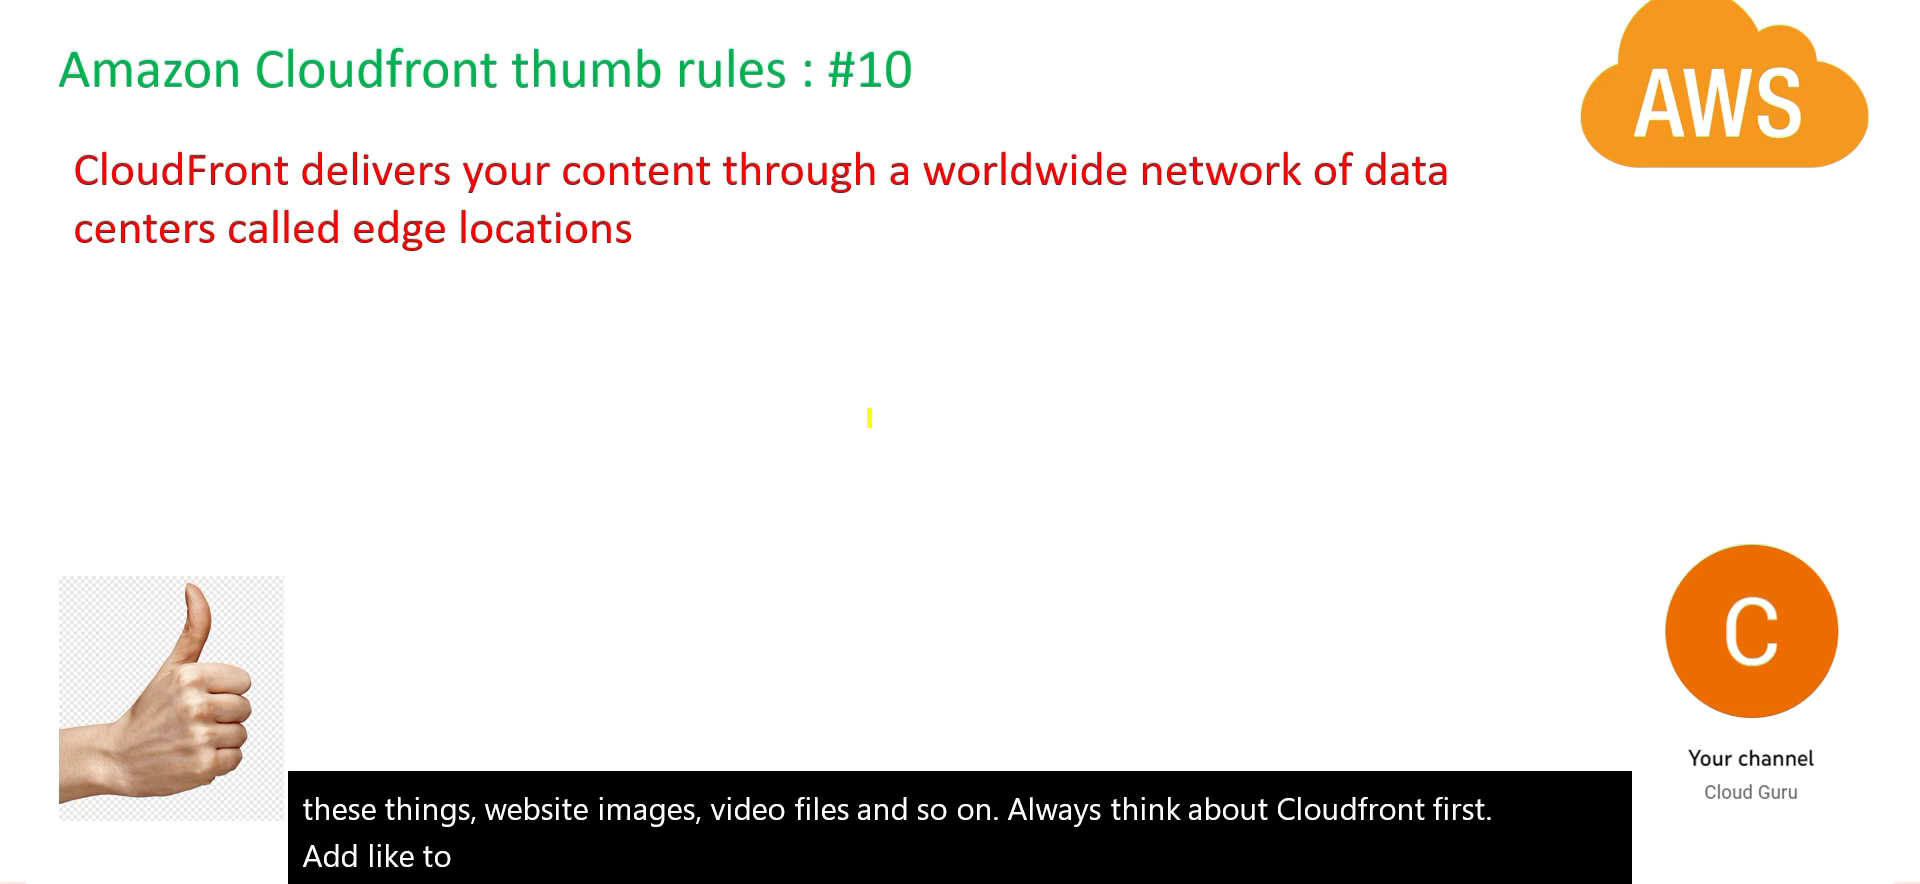 Amazon Cloudfront thumb rules : #10
AWS
CloudFront delivers your content through a worldwide network of data
centers called edge locations
C
Your channel
Cloud Guru
these things, website images, video files and so on. Always think about Cloudfront first.
Add like to